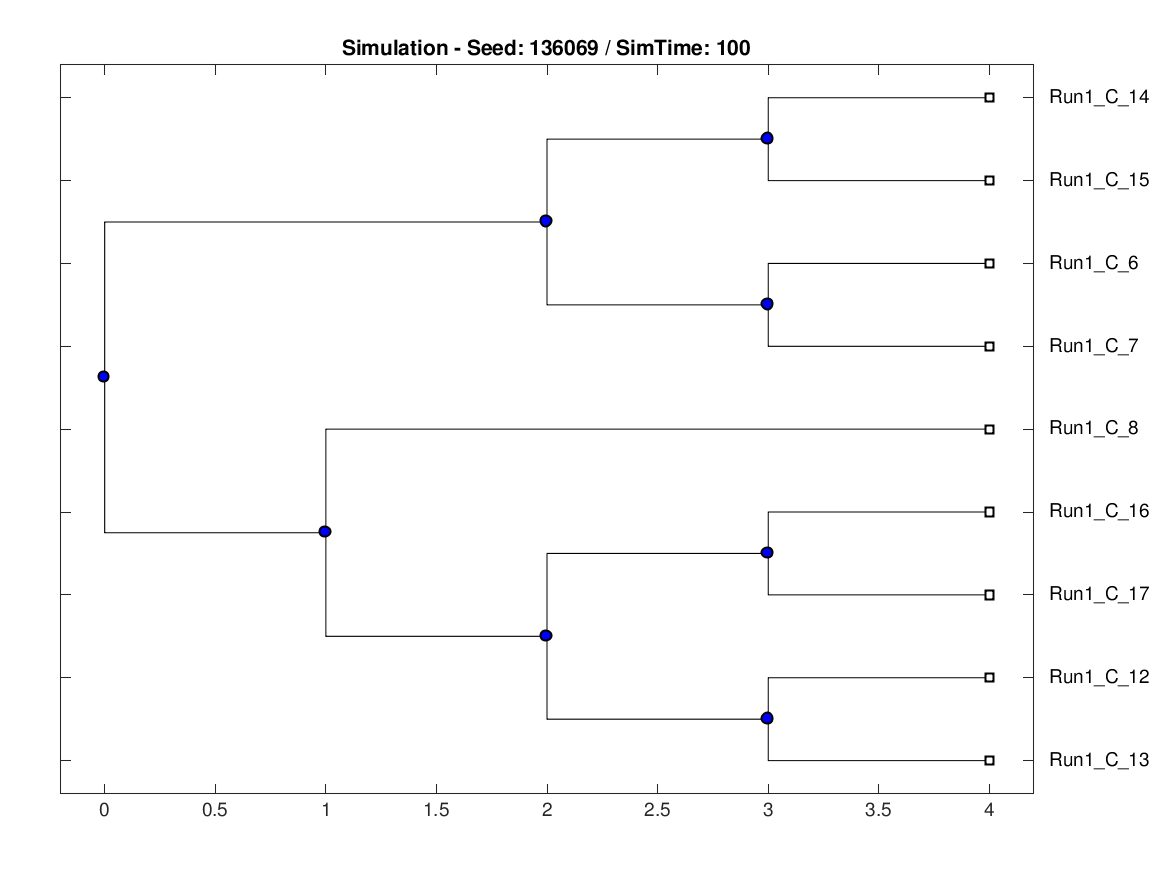 Simulation - Seed: 136069 / SimTime: 100
Run1_C_14
Run1_C_15
Run1_C_6
Run1_C_7
Run1_C_8
Run1_C_16
Run1_C_17
Run1_C_12
Run1_C_13
0 0.5 1 1.5 2 2.5 3 3.5 4